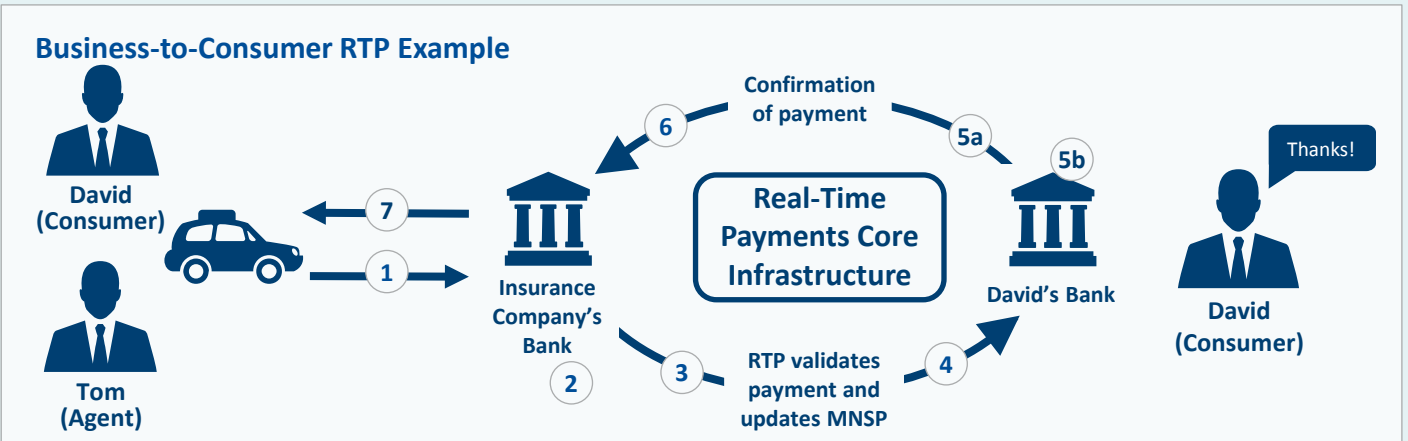 Business-to-Consumer RTP Example
David
(Consumer)
Tom
(Agent)
7
1
Insurance
Company's
Bank
2
6
Confirmation
of payment
5a
5b
Real-Time
Payments Core
Infrastructure
3
RTP validates
payment and
updates MNSP
4
David's Bank
Thanks!
David
(Consumer)